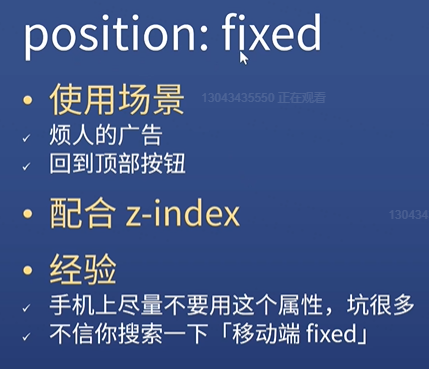 position: fixed
• 使用场景
13043435550 正在观看
✓ 烦人的广告
✓ 回到顶部按钮
• 配合 z-index
130434
• 经验
✓ 手机上尽量不要用这个属性，坑很多
✓ 不信你搜索一下「移动端 fixed」